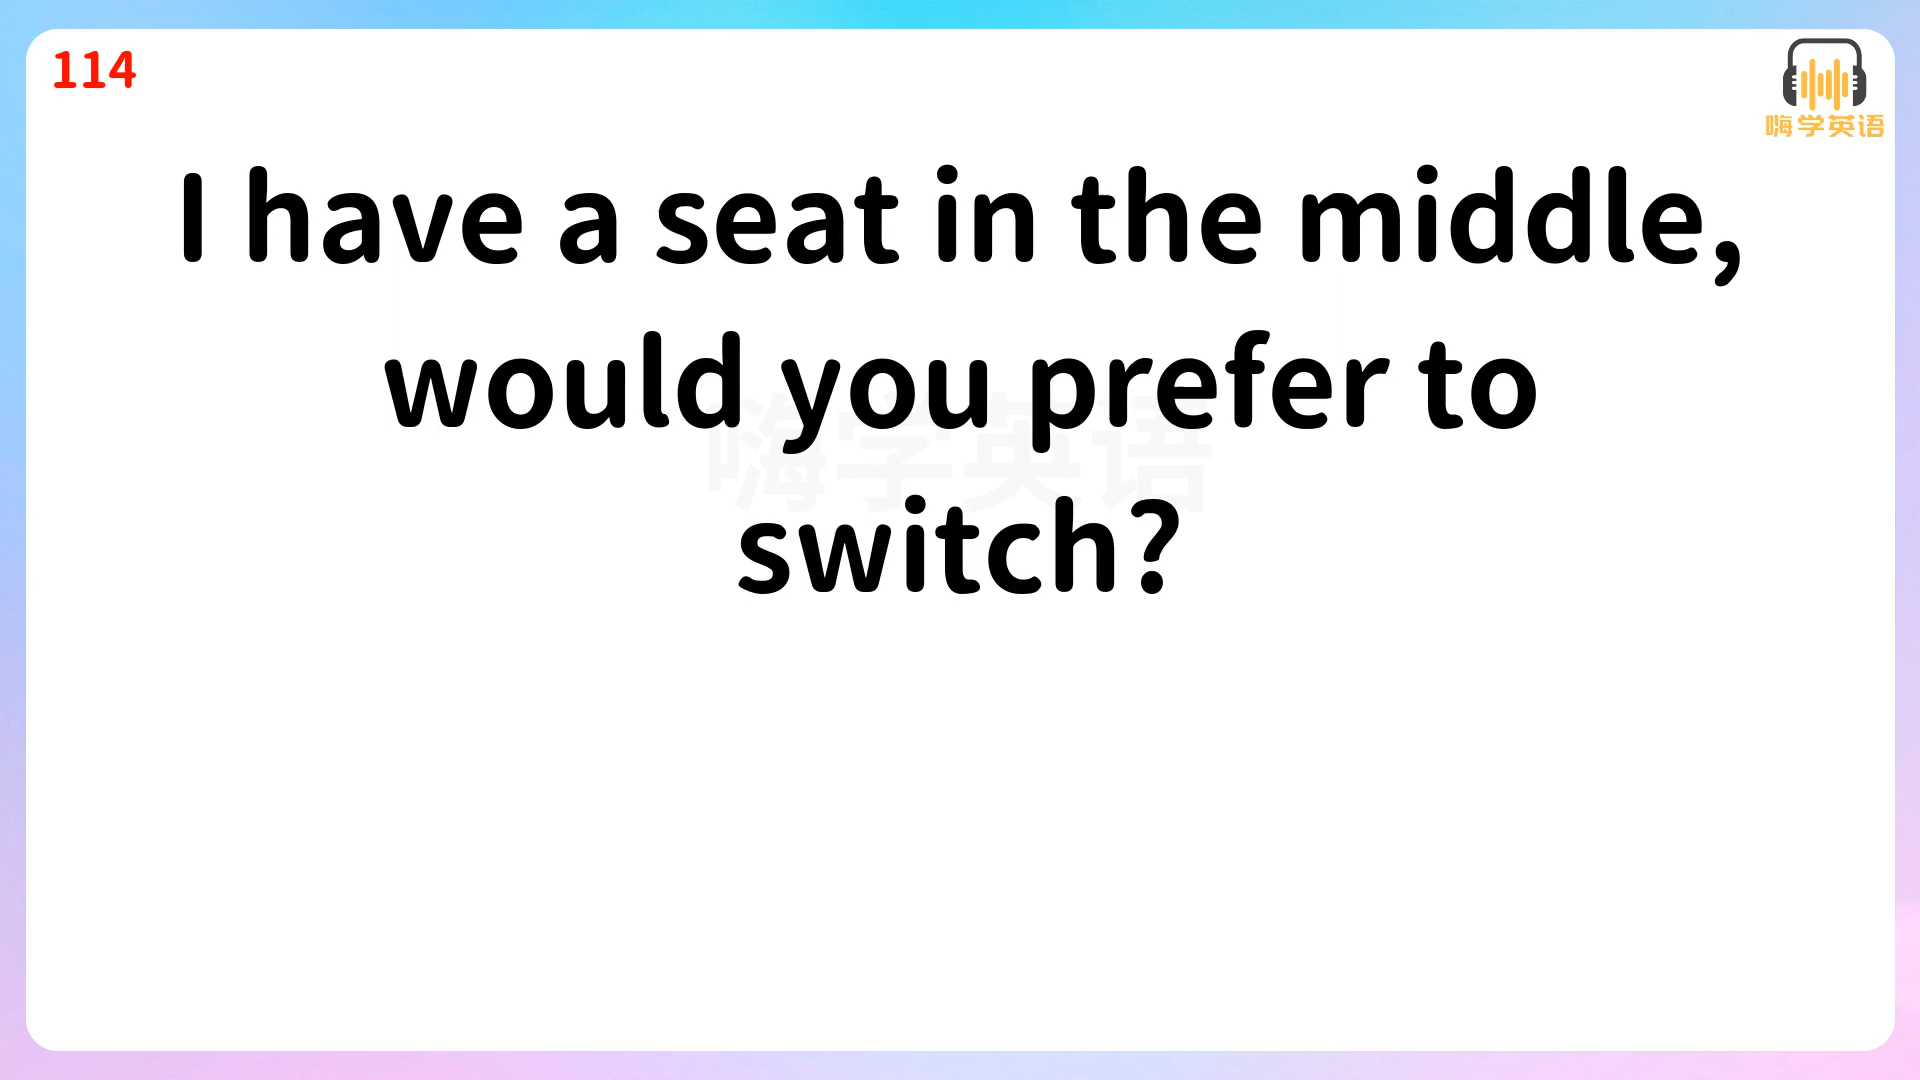 114
嗨学英语
I have a seat in the middle,
would you prefer to
嗨学英语
switch?